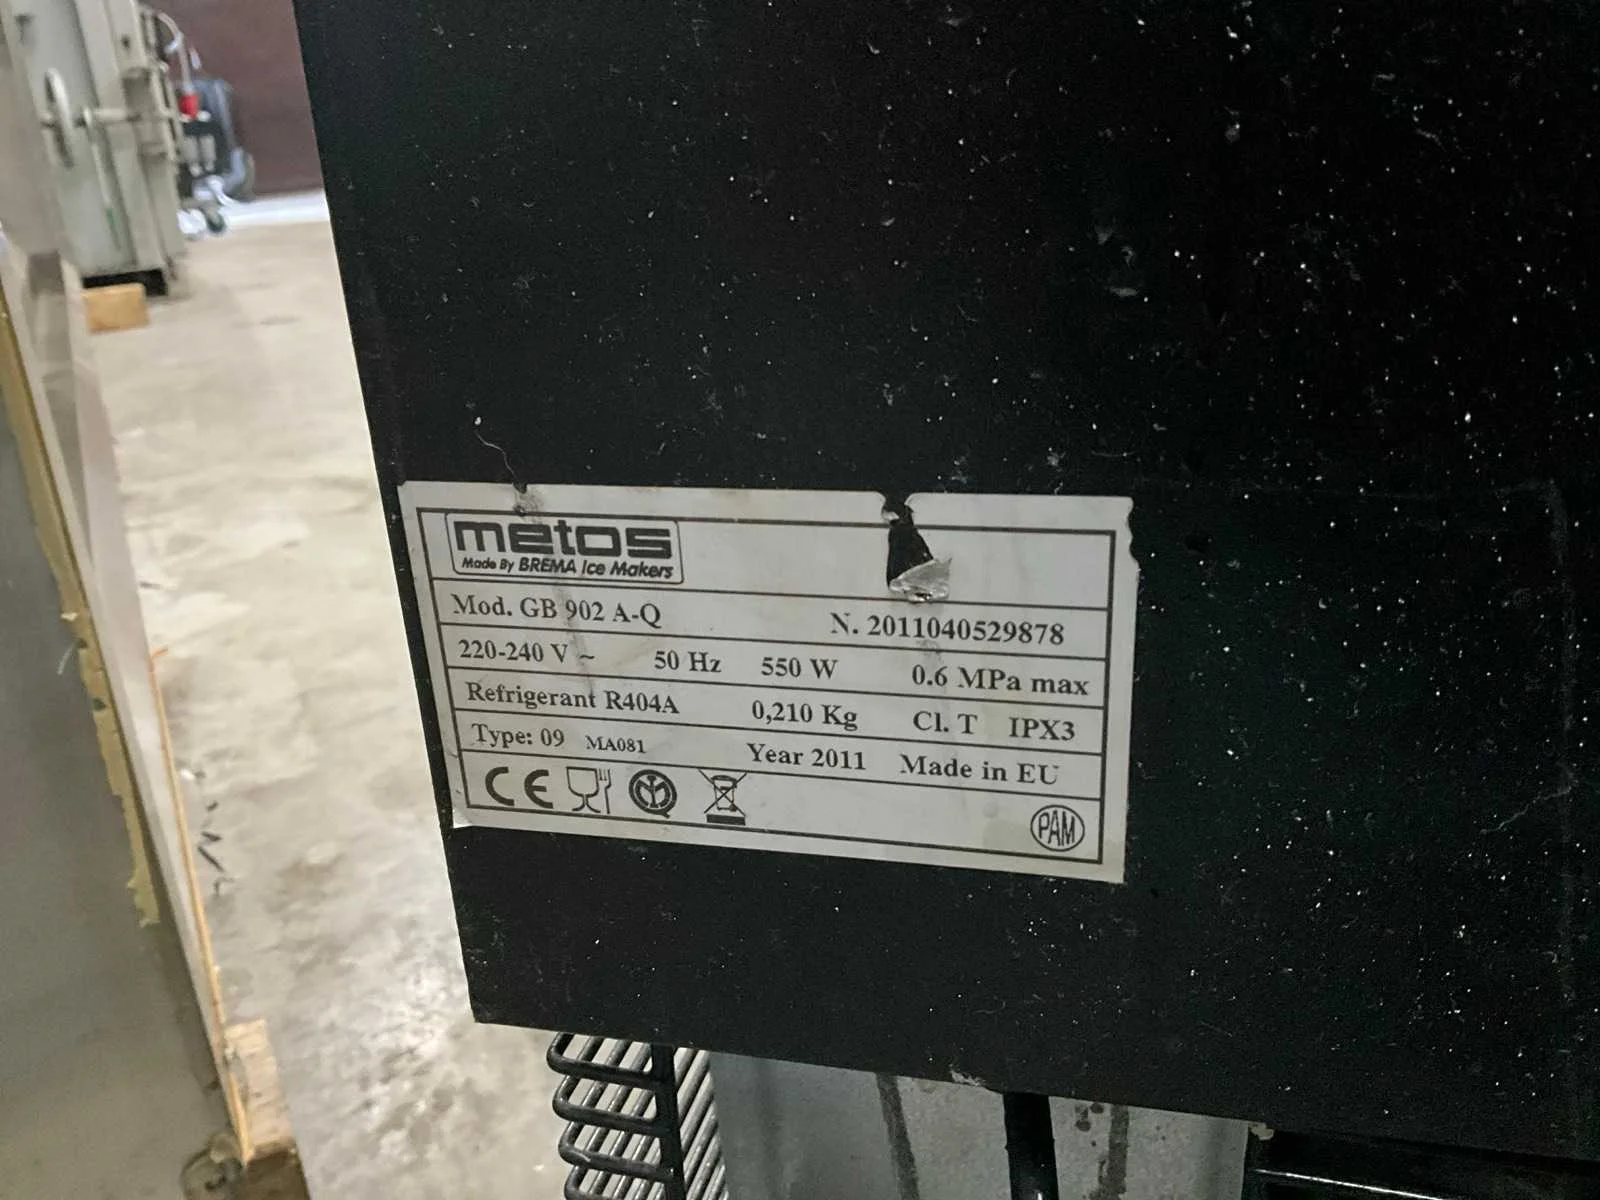 metos
Made By BREMA Ice Makers
Mod. GB 902 A-Q N. 2011040529878
220-240 V ~ 50 Hz 550 W 0.6 MPa max
Refrigerant R404A 0,210 Kg Cl. T IPX3
Type: 09 MA081 Year 2011 Made in EU
CE
PAM